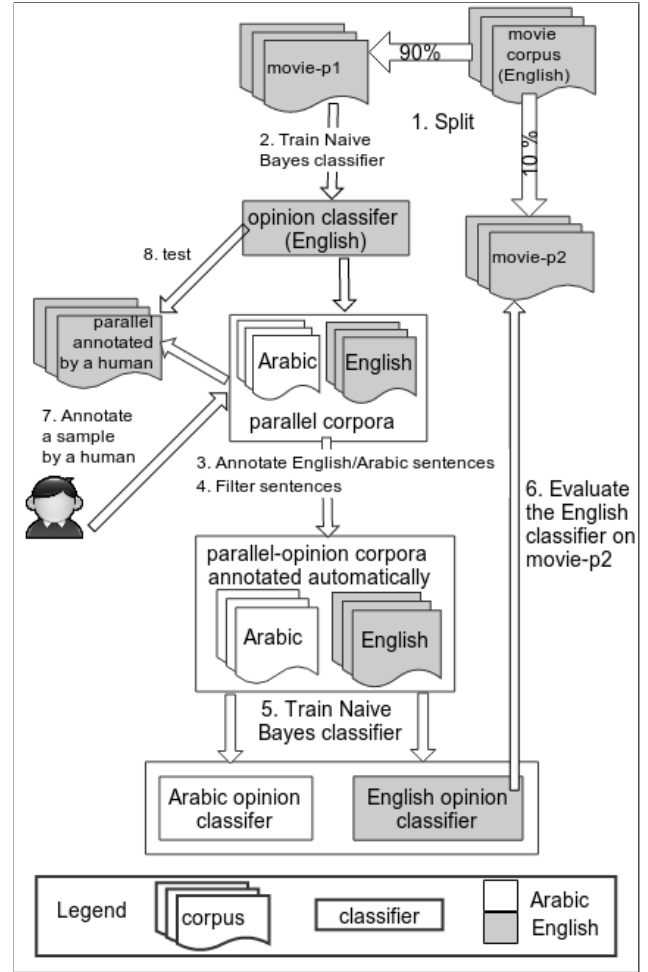 movie
corpus
(English)
90%
movie-p1
1. Split
10 %
2. Train Naive
Bayes classifier
opinion classifer
(English)
movie-p2
8. test
parallel
annotated
by a human
Arabic
English
parallel corpora
7. Annotate
a sample
by a human
3. Annotate English/Arabic sentences
4. Filter sentences
6. Evaluate
the English
classifier on
movie-p2
parallel-opinion corpora
annotated automatically
Arabic
English
5. Train Naive
Bayes classifier
Arabic opinion
classifer
English opinion
classifier
Legend
corpus
classifier
Arabic
English